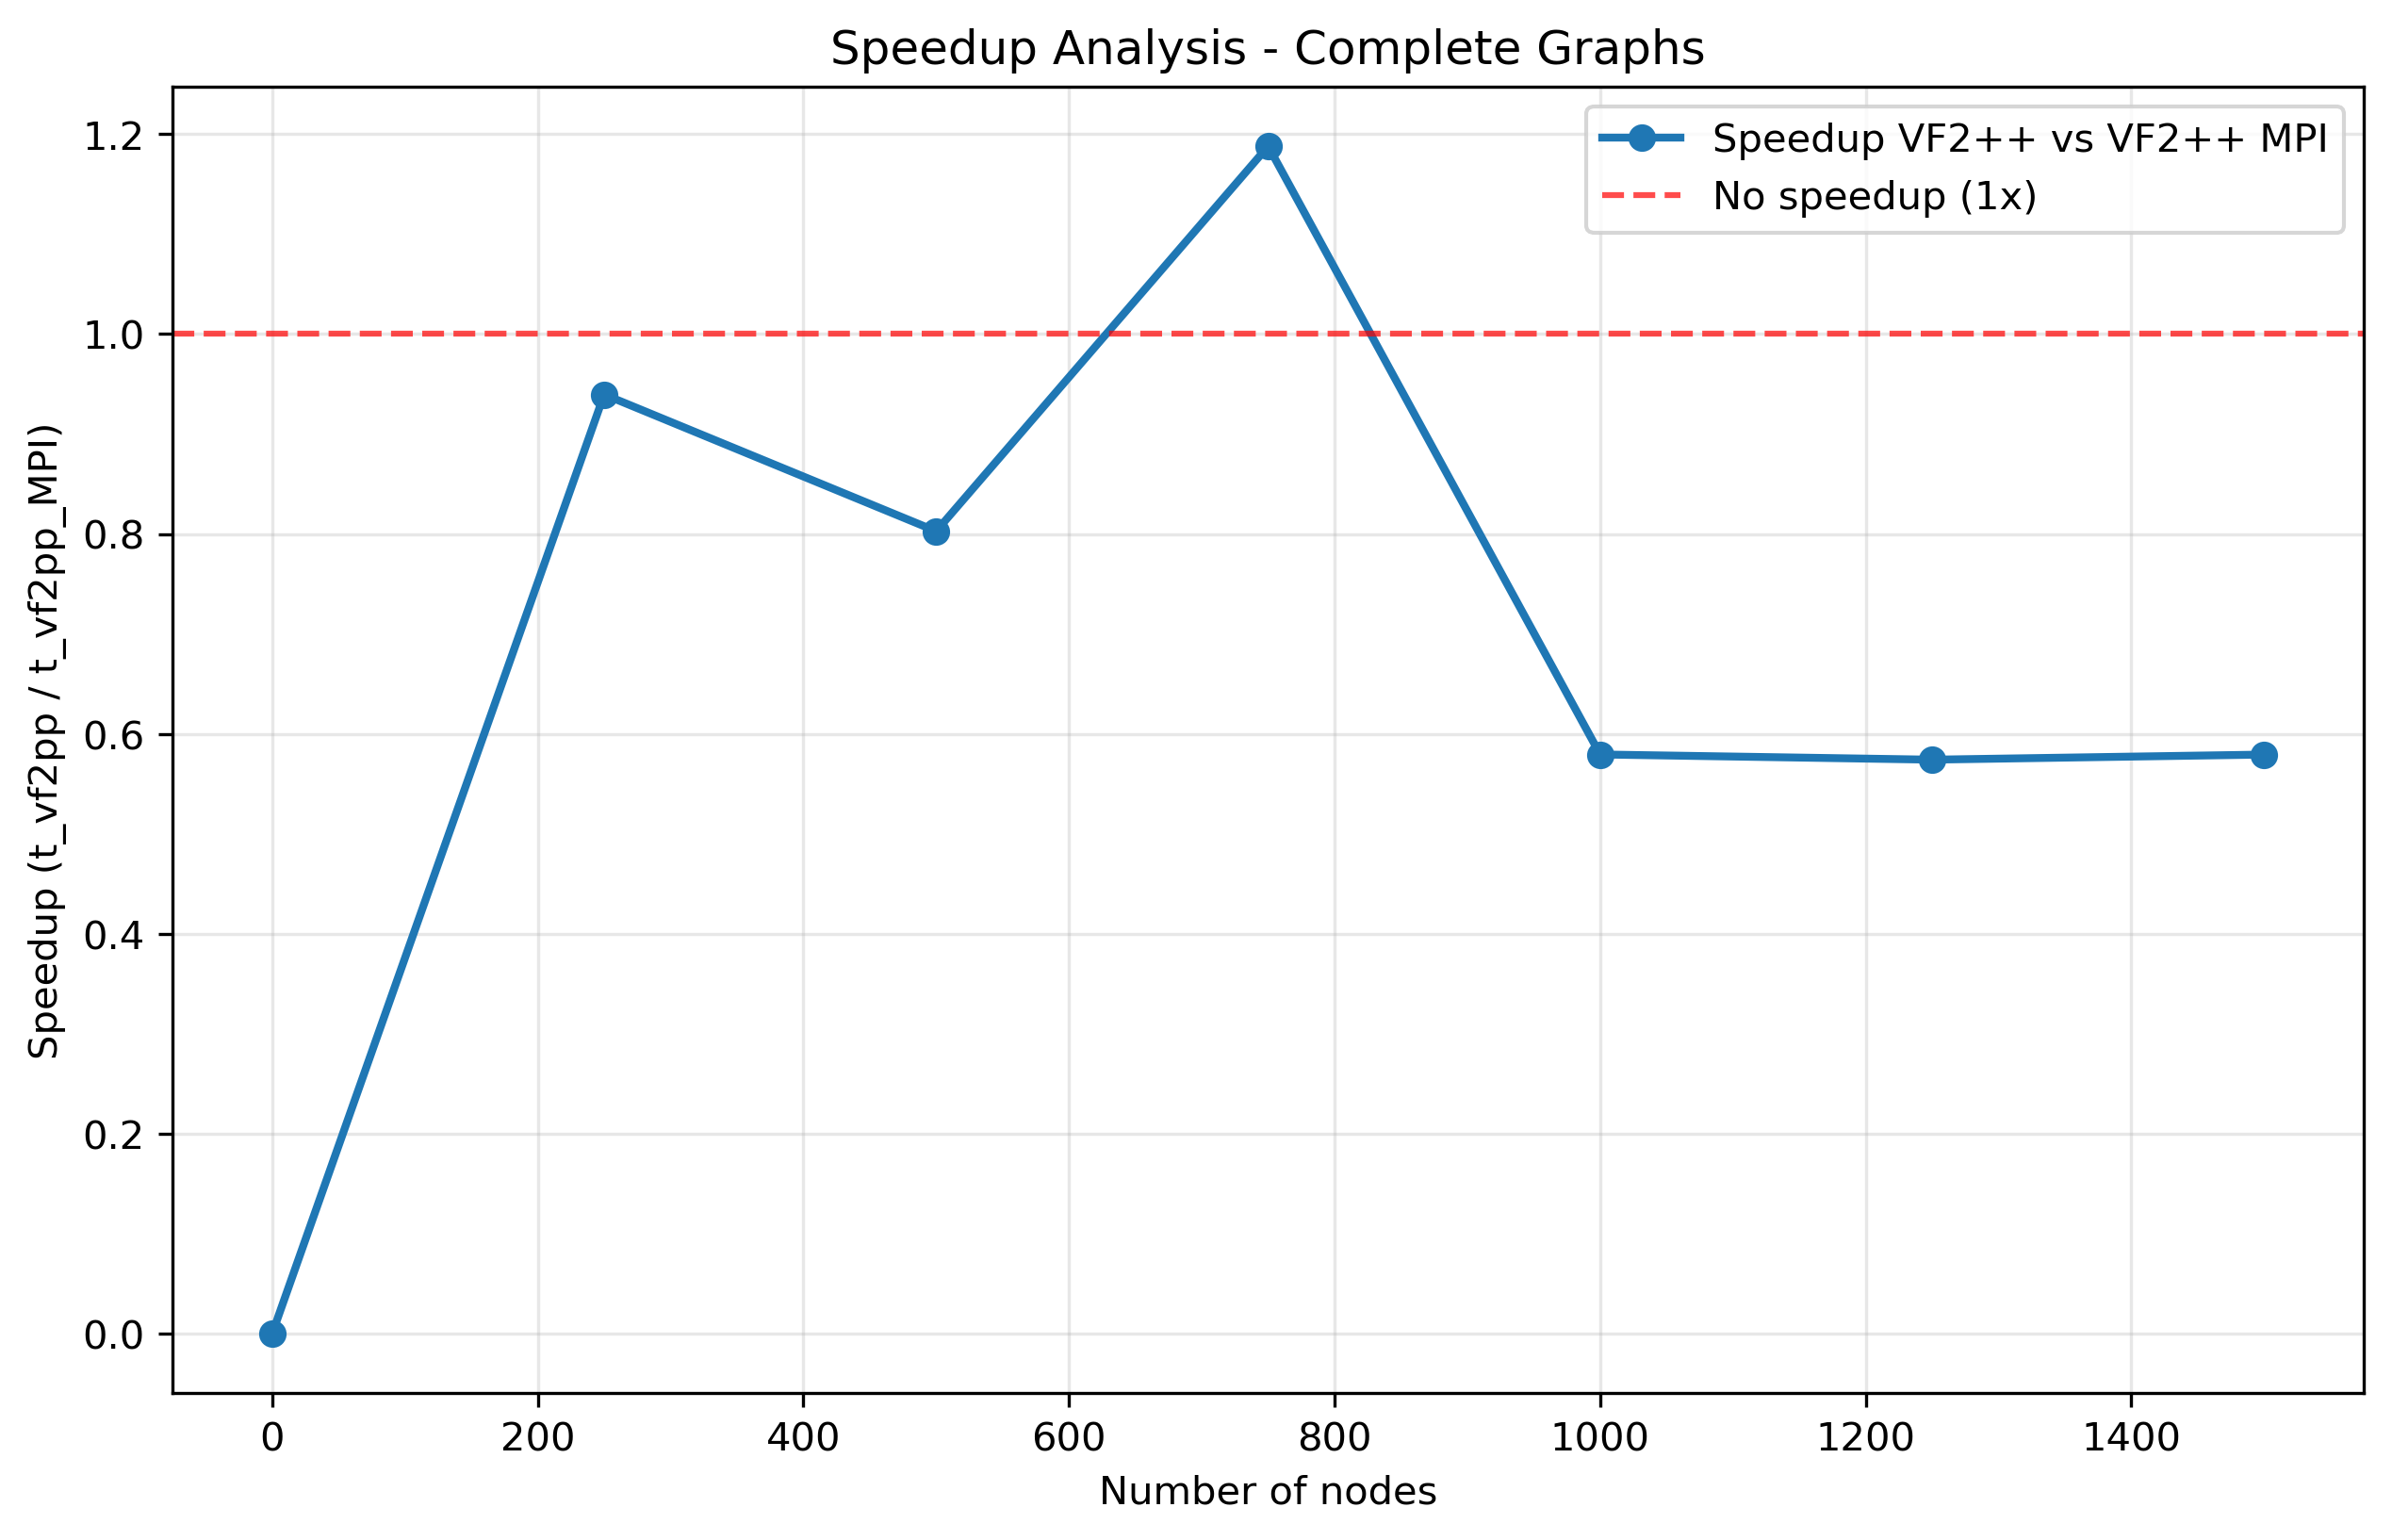 Speedup Analysis - Complete Graphs
Speedup VF2++ vs VF2++ MPI
No speedup (1x)
Speedup (t_vf2pp / t_vf2pp_MPI)
1.2
1.0
0.8
0.6
0.4
0.2
0.0
0 200 400 600 800 1000 1200 1400
Number of nodes